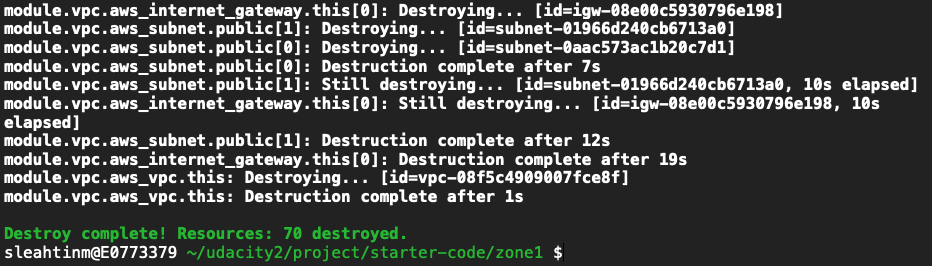 module.vpc.aws_internet_gateway.this[0]: Destroying... [id=igw-08e00c5930796e198]
module.vpc.aws_subnet.public[1]: Destroying... [id=subnet-01966d240cb6713a0]
module.vpc.aws_subnet.public[0]: Destroying... [id=subnet-0aac573ac1b20c7d1]
module.vpc.aws_subnet.public[0]: Destruction complete after 7s
module.vpc.aws_subnet.public[1]: Still destroying... [id=subnet-01966d240cb6713a0, 10s elapsed]
module.vpc.aws_internet_gateway.this[0]: Still destroying... [id=igw-08e00c5930796e198, 10s
elapsed]
module.vpc.aws_subnet.public[1]: Destruction complete after 12s
module.vpc.aws_internet_gateway.this[0]: Destruction complete after 19s
module.vpc.aws_vpc.this: Destroying... [id=vpc-08f5c4909007fce8f]
module.vpc.aws_vpc.this: Destruction complete after 1s
Destroy complete! Resources: 70 destroyed.
sleahtinm@E0773379 ~/udacity2/project/starter-code/zone1 $